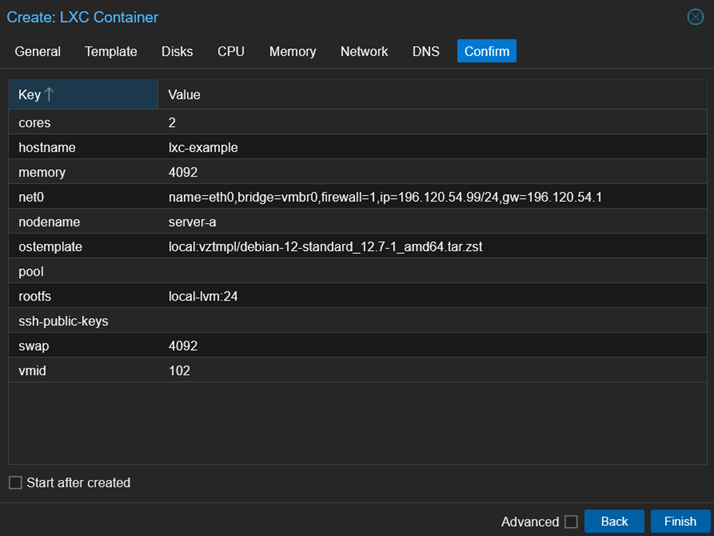 Create: LXC Container
General Template Disks CPU Memory Network DNS Confirm
Key Value
cores 2
hostname lxc-example
memory 4092
net0 name=eth0,bridge=vmbr0,firewall=1,ip=196.120.54.99/24,gw=196.120.54.1
nodename server-a
ostemplate local:vztmpl/debian-12-standard_12.7-1_amd64.tar.zst
pool
rootfs local-lvm:24
ssh-public-keys
swap 4092
vmid 102
Start after created
Advanced Back Finish